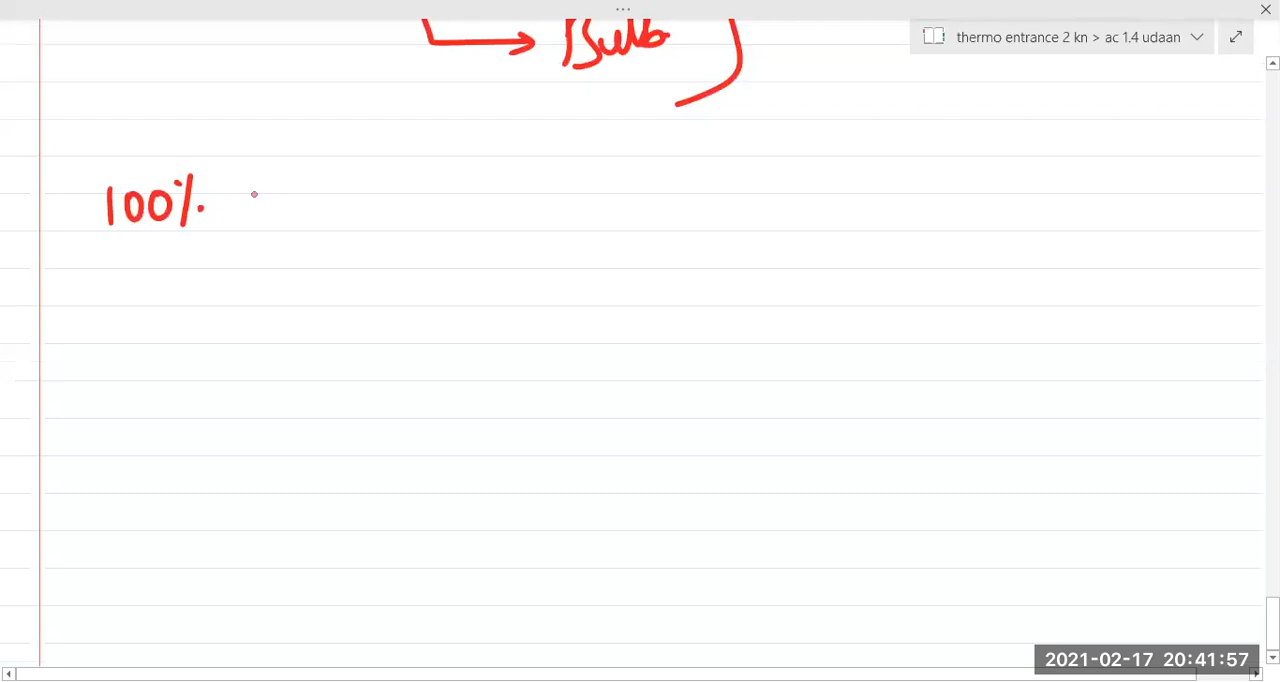 thermo entrance 2 kn > ac 1.4 udaan
Bulb
100%.
2021-02-17 20:41:57